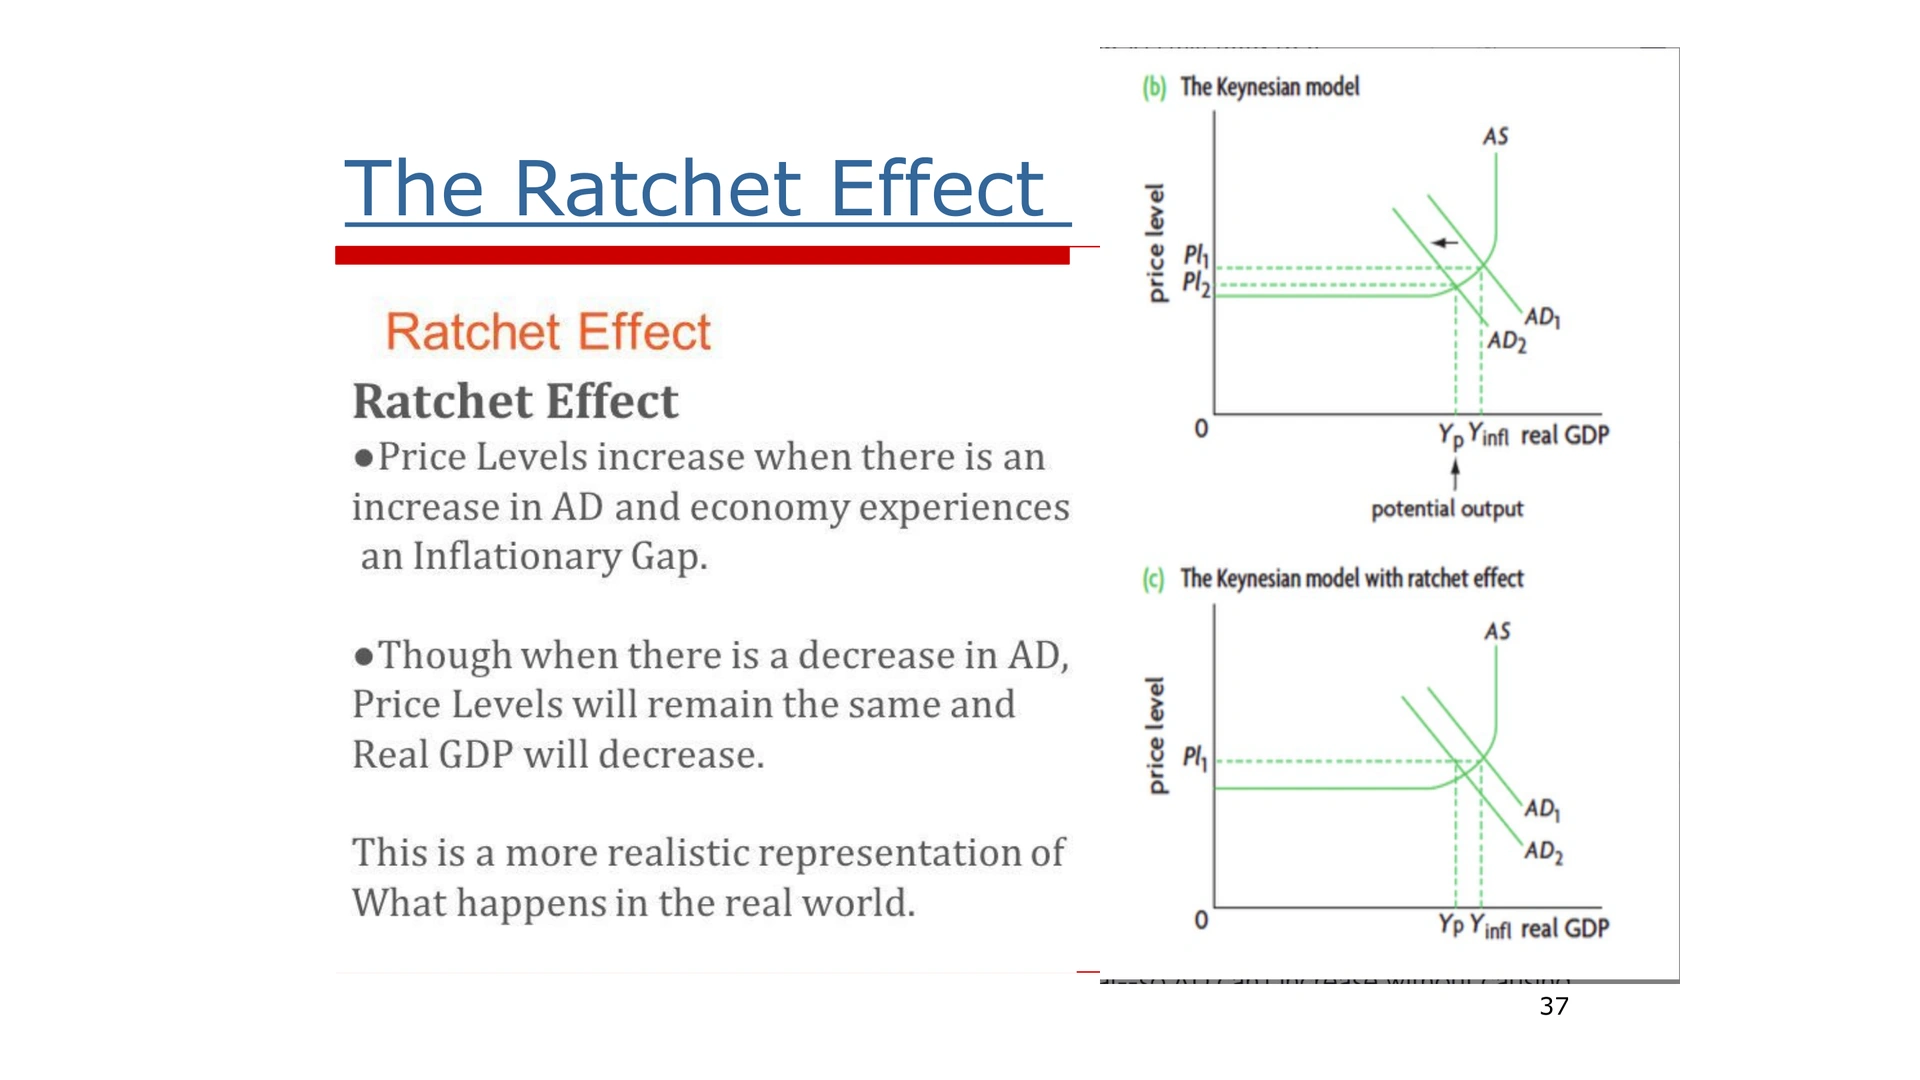 The Ratchet Effect
Ratchet Effect
Ratchet Effect
●Price Levels increase when there is an
increase in AD and economy experiences
an Inflationary Gap.
●Though when there is a decrease in AD,
Price Levels will remain the same and
Real GDP will decrease.
This is a more realistic representation of
What happens in the real world.
(b) The Keynesian model
AS
price level
Pl1
Pl2
AD1
AD2
0
Yp Yinfl real GDP
potential output
(c) The Keynesian model with ratchet effect
AS
price level
Pl1
AD1
AD2
0
Yp Yinfl real GDP
37